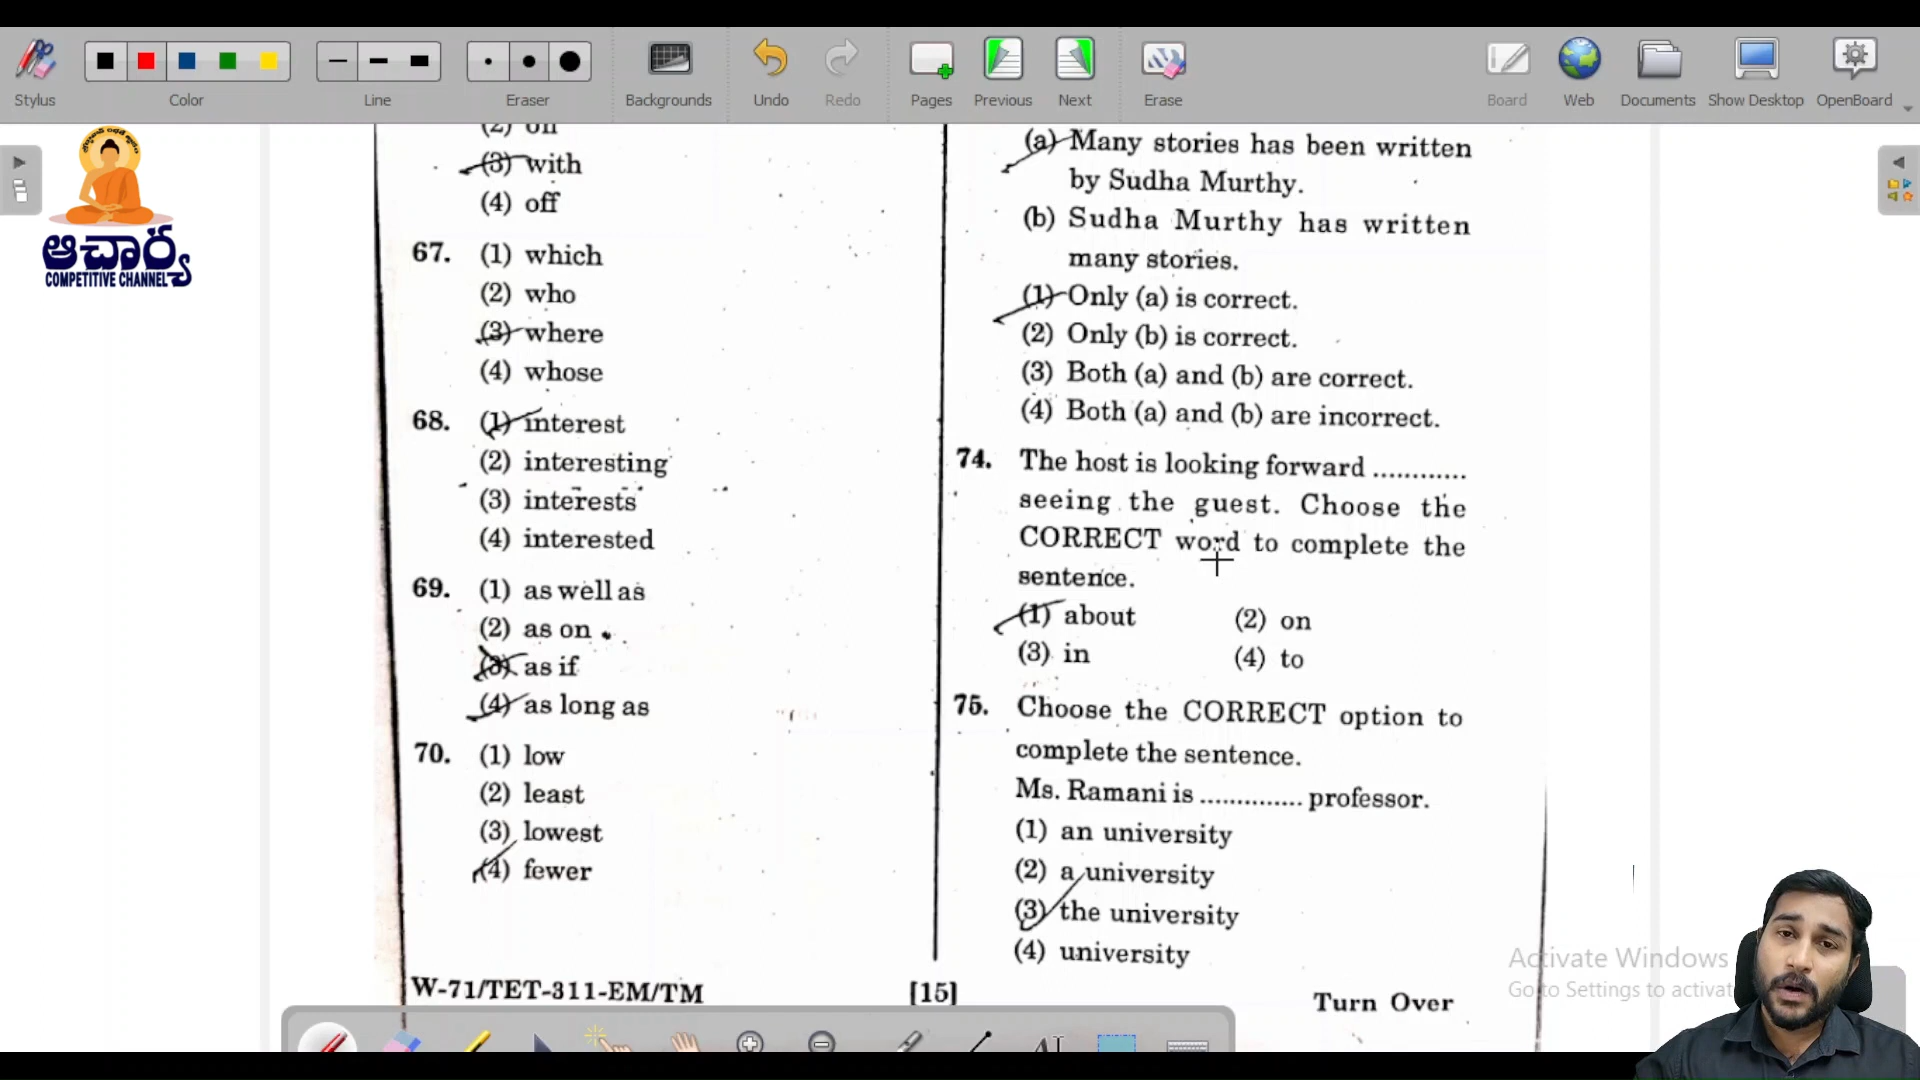 Stylus
Color
Line
Eraser
Backgrounds
Undo
Redo
Pages
Previous
Next
Erase
Board
Web
Documents
Show Desktop
OpenBoard
ఆచార్య
COMPETITIVE CHANNEL
(2) on
(3) with
(4) off
67. (1) which
(2) who
(3) where
(4) whose
68. (1) interest
(2) interesting
(3) interests
(4) interested
69. (1) as well as
(2) as on
(3) as if
(4) as long as
70. (1) low
(2) least
(3) lowest
(4) fewer
W-71/TET-311-EM/TM
[15]
(a) Many stories has been written
by Sudha Murthy.
(b) Sudha Murthy has written
many stories.
(1) Only (a) is correct.
(2) Only (b) is correct.
(3) Both (a) and (b) are correct.
(4) Both (a) and (b) are incorrect.
74. The host is looking forward ............
seeing the guest. Choose the
CORRECT word to complete the
sentence.
(1) about (2) on
(3) in (4) to
75. Choose the CORRECT option to
complete the sentence.
Ms. Ramani is .............. professor.
(1) an university
(2) a university
(3) the university
(4) university
Turn Over
Activate Windows
Go to Settings to activat